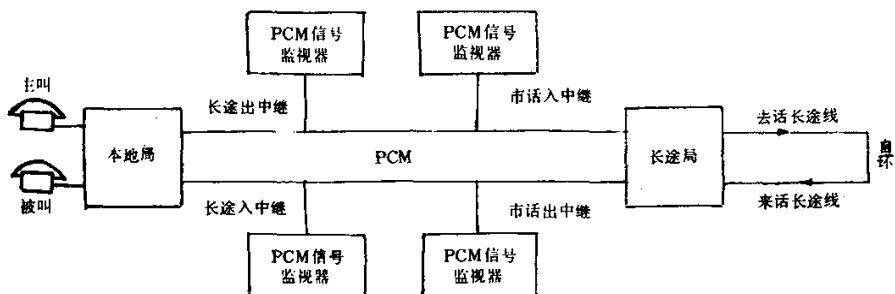 PCM信号
监视器
PCM信号
监视器
主叫
长途出中继
市话入中继
去话长途线
本地局
PCM
长途局
自环
被叫
长途入中继
市话出中继
来话长途线
PCM信号
监视器
PCM信号
监视器